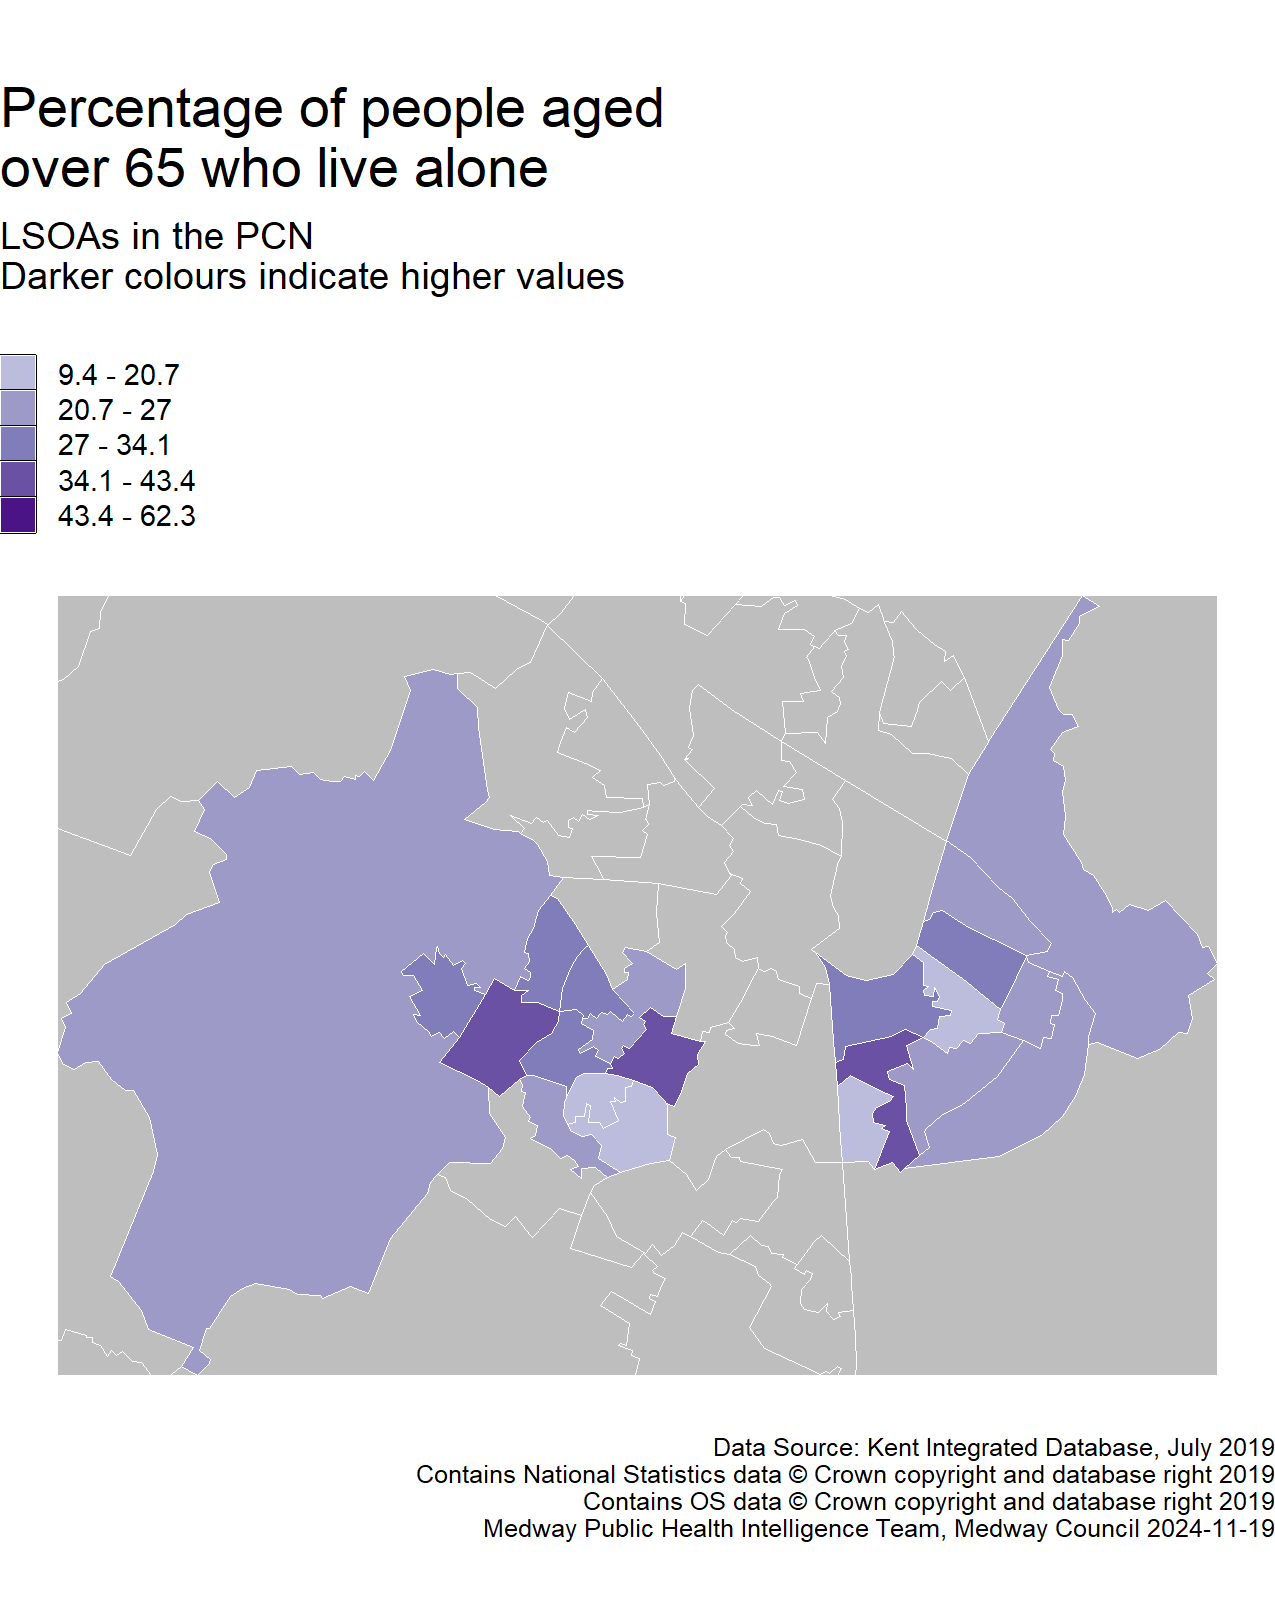 Percentage of people aged
over 65 who live alone
LSOAs in the PCN
Darker colours indicate higher values
9.4 - 20.7
20.7 - 27
27 - 34.1
34.1 - 43.4
43.4 - 62.3
Data Source: Kent Integrated Database, July 2019
Contains National Statistics data © Crown copyright and database right 2019
Contains OS data © Crown copyright and database right 2019
Medway Public Health Intelligence Team, Medway Council 2024-11-19